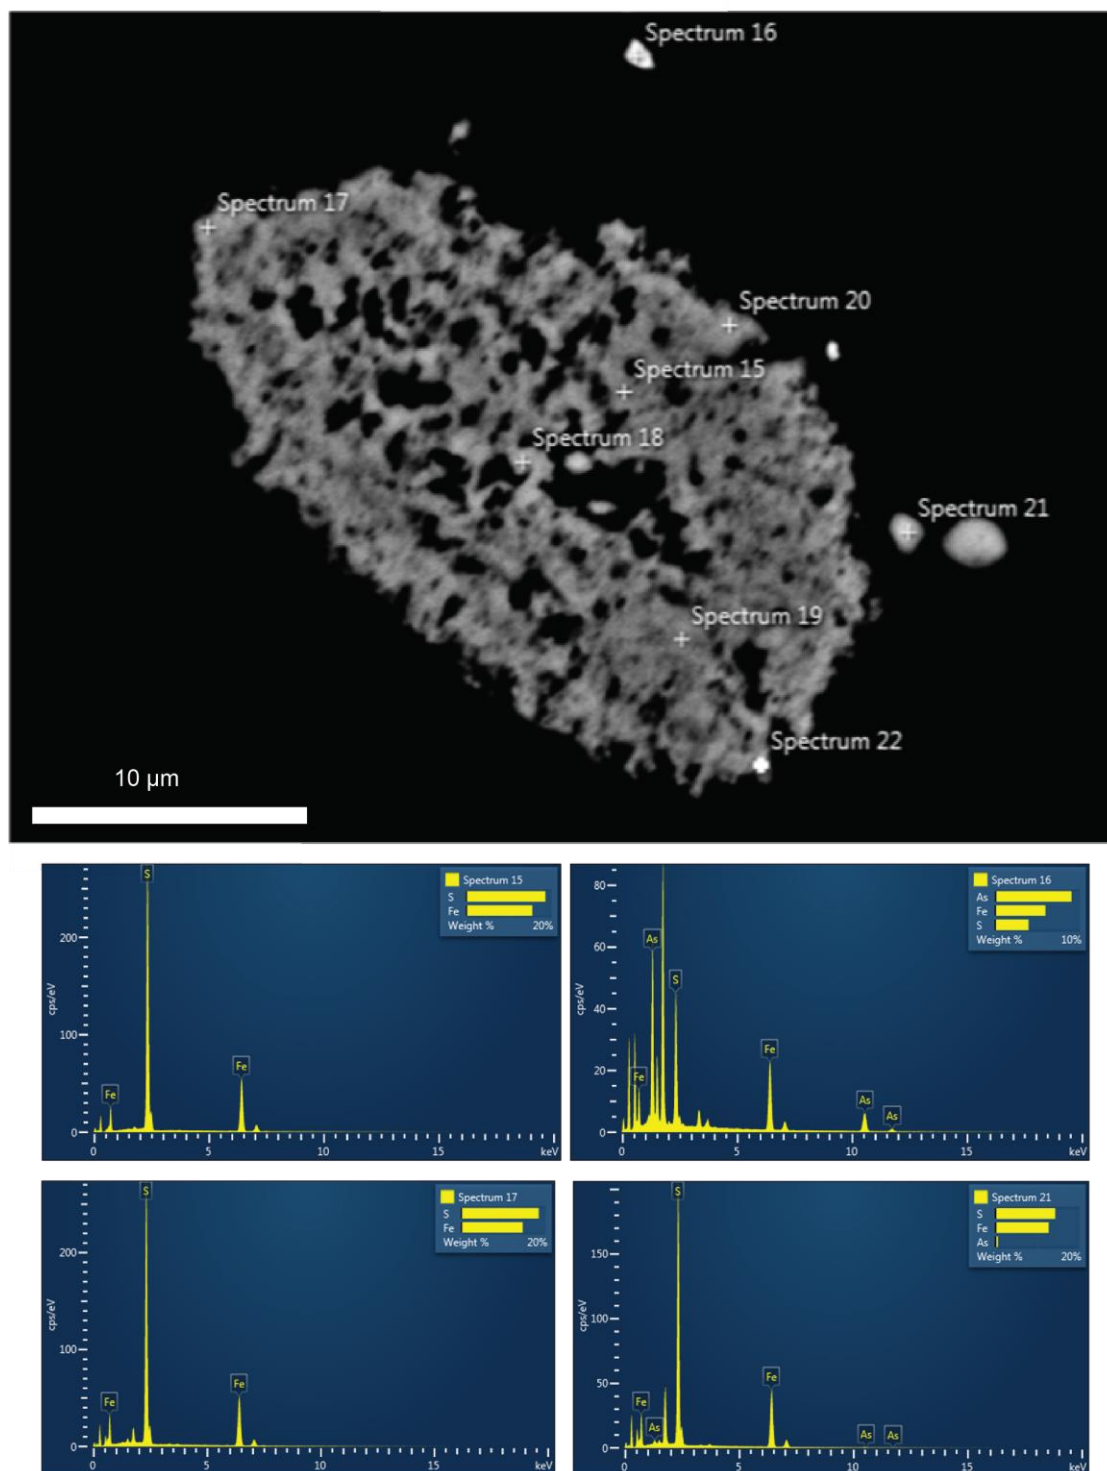 Spectrum 16
Spectrum 17
Spectrum 20
Spectrum 15
Spectrum 18
Spectrum 21
Spectrum 19
Spectrum 22
10 µm
Spectrum 15
S
Fe
Weight % 20%
S
Fe
Fe
200
100
0
cps/eV
0 5 10 15 keV
Spectrum 16
As
Fe
S
Weight % 10%
As
S
Fe
Fe
As
As
80
60
40
20
0
cps/eV
0 5 10 15 keV
Spectrum 17
S
Fe
Weight % 20%
S
Fe
Fe
200
100
0
cps/eV
0 5 10 15 keV
Spectrum 21
S
Fe
As
Weight % 20%
S
Fe
As
Fe
As
As
150
100
50
0
cps/eV
0 5 10 15 keV